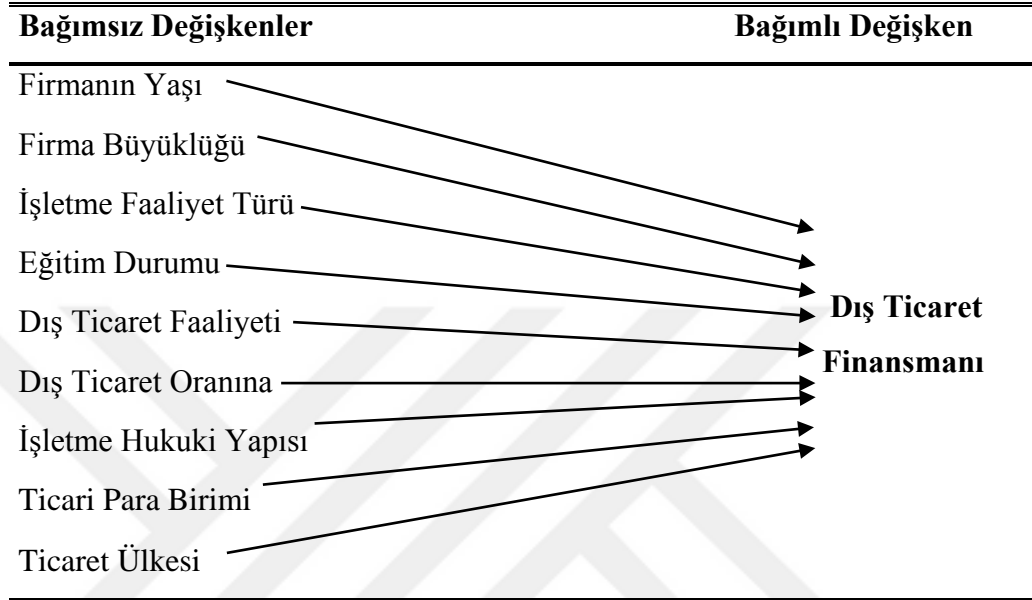 Bağımsız Değişkenler Bağımlı Değişken
Firmanın Yaşı
Firma Büyüklüğü
İşletme Faaliyet Türü
Eğitim Durumu
Dış Ticaret
Dış Ticaret Faaliyeti
Finansmanı
Dış Ticaret Oranına
İşletme Hukuki Yapısı
Ticari Para Birimi
Ticaret Ülkesi